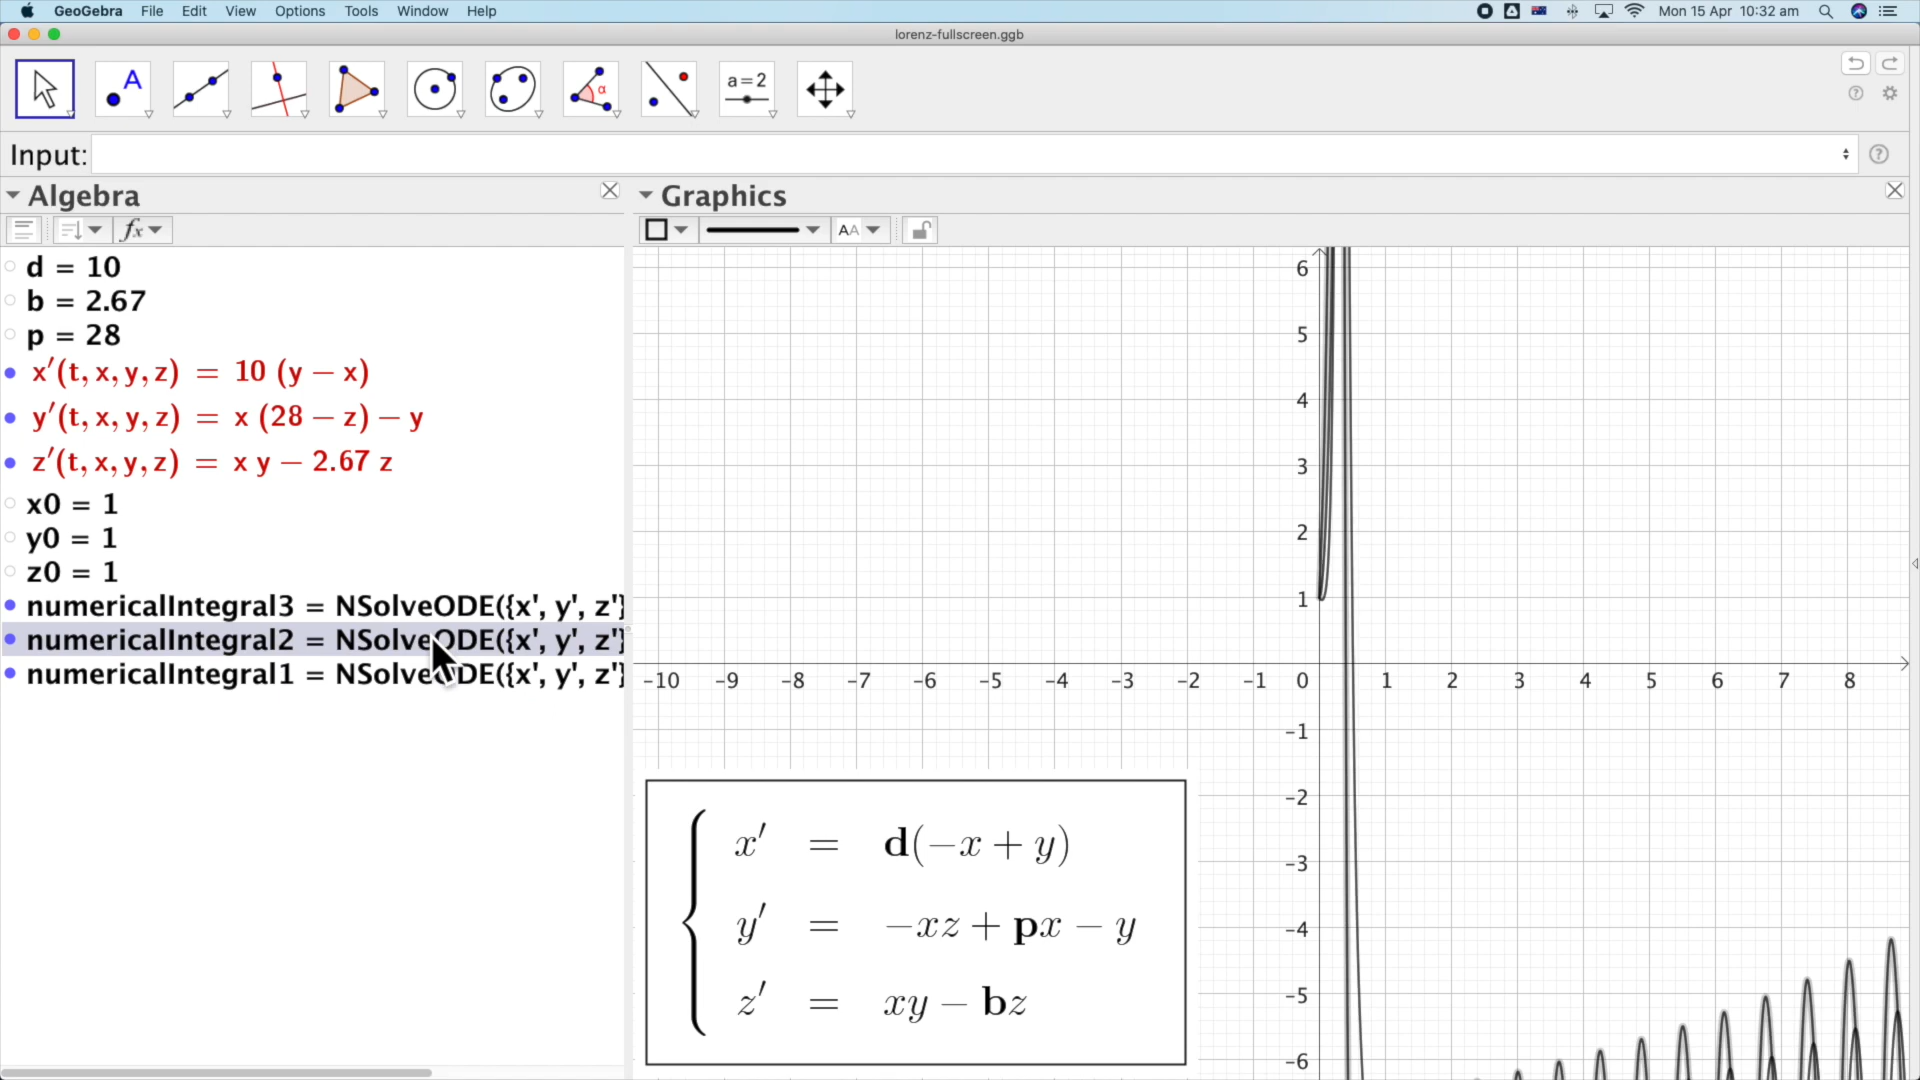 GeoGebra File Edit View Options Tools Window Help Mon 15 Apr 10:32 am
lorenz-fullscreen.ggb
A α a=2
Input:
Algebra
Graphics
fx AA
d = 10
b = 2.67
p = 28
x′(t, x, y, z) = 10 (y − x)
y′(t, x, y, z) = x (28 − z) − y
z′(t, x, y, z) = x y − 2.67 z
x0 = 1
y0 = 1
z0 = 1
numericalIntegral3 = NSolveODE({x', y', z'}
numericalIntegral2 = NSolveODE({x', y', z'}
numericalIntegral1 = NSolveODE({x', y', z'}
6
5
4
3
2
1
-10 -9 -8 -7 -6 -5 -4 -3 -2 -1 0 1 2 3 4 5 6 7 8
-1
-2
-3
-4
-5
-6
x′ = d(−x + y)
y′ = −xz + px − y
z′ = xy − bz